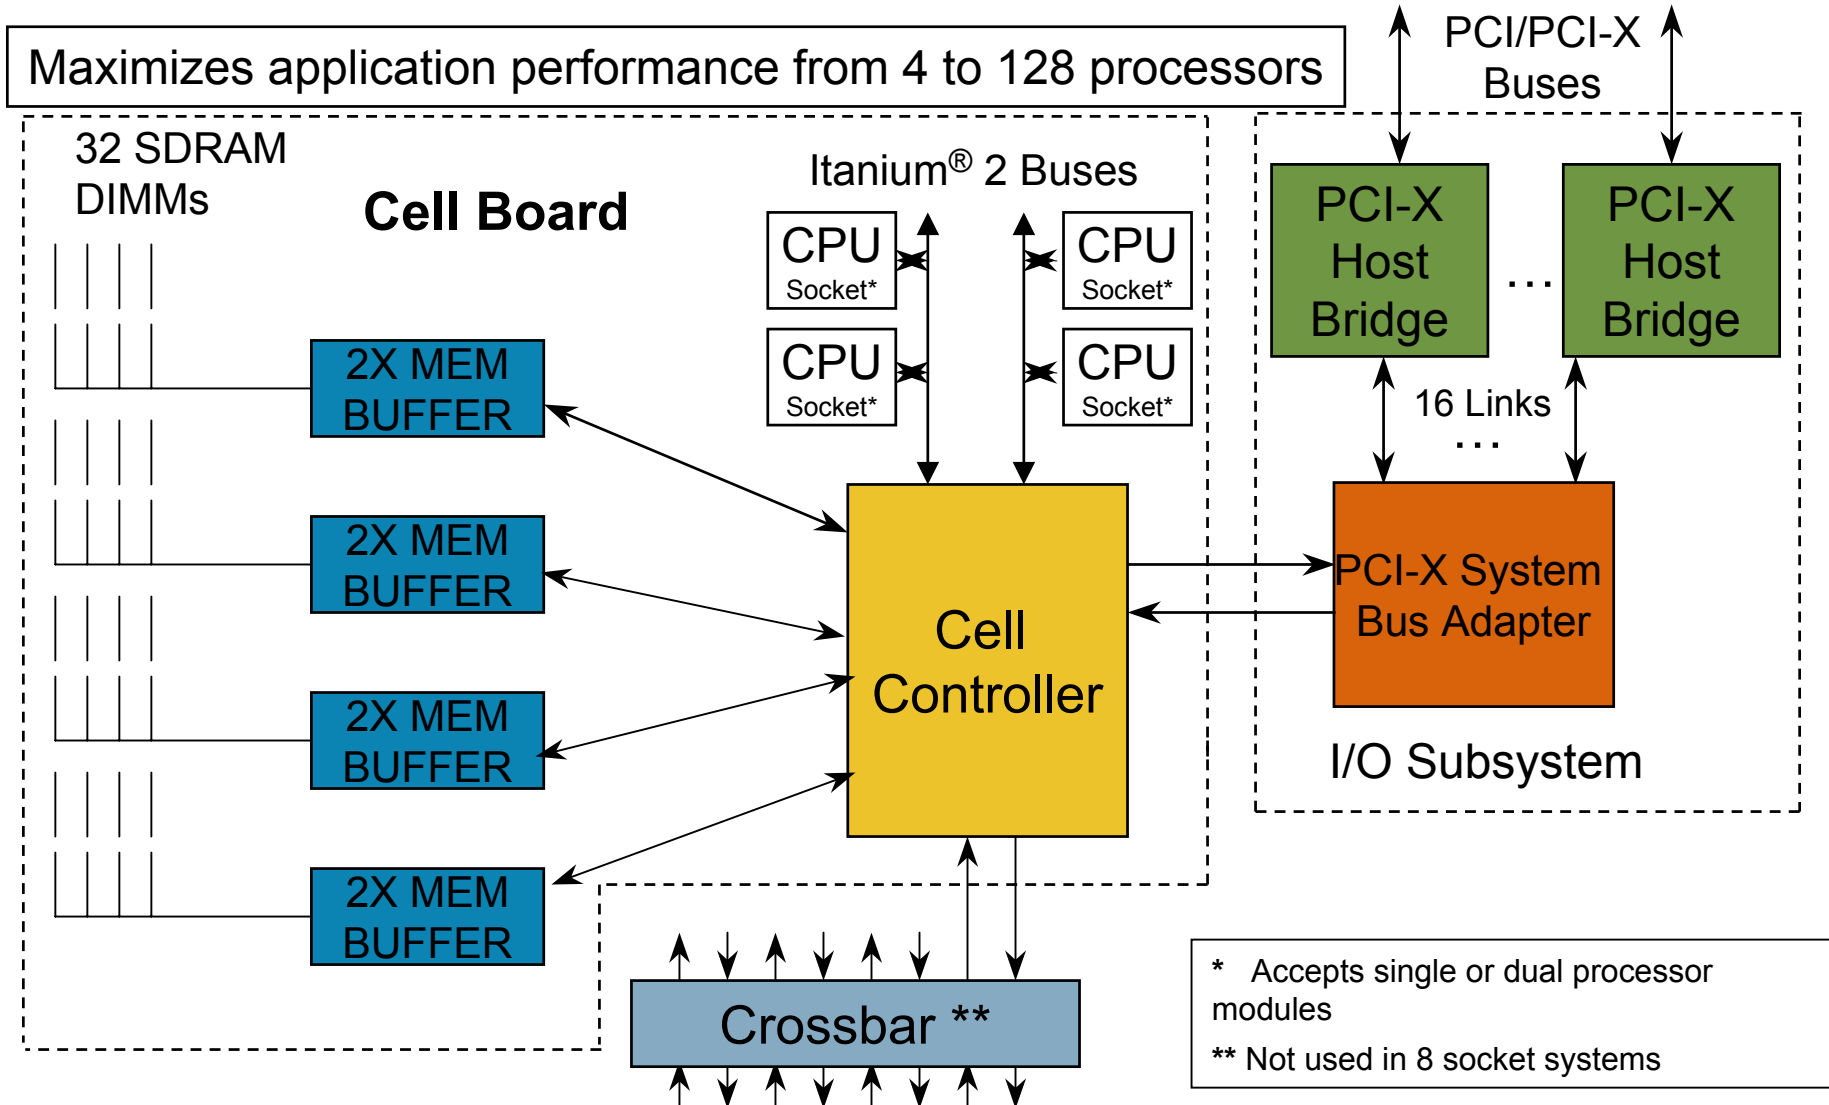 Maximizes application performance from 4 to 128 processors
PCI/PCI-X
Buses
32 SDRAM
DIMMs
Cell Board
Itanium® 2 Buses
CPU
Socket*
CPU
Socket*
CPU
Socket*
CPU
Socket*
2X MEM
BUFFER
2X MEM
BUFFER
2X MEM
BUFFER
2X MEM
BUFFER
Cell
Controller
PCI-X
Host
Bridge
...
PCI-X
Host
Bridge
16 Links
...
PCI-X System
Bus Adapter
I/O Subsystem
Crossbar **
* Accepts single or dual processor
modules
** Not used in 8 socket systems